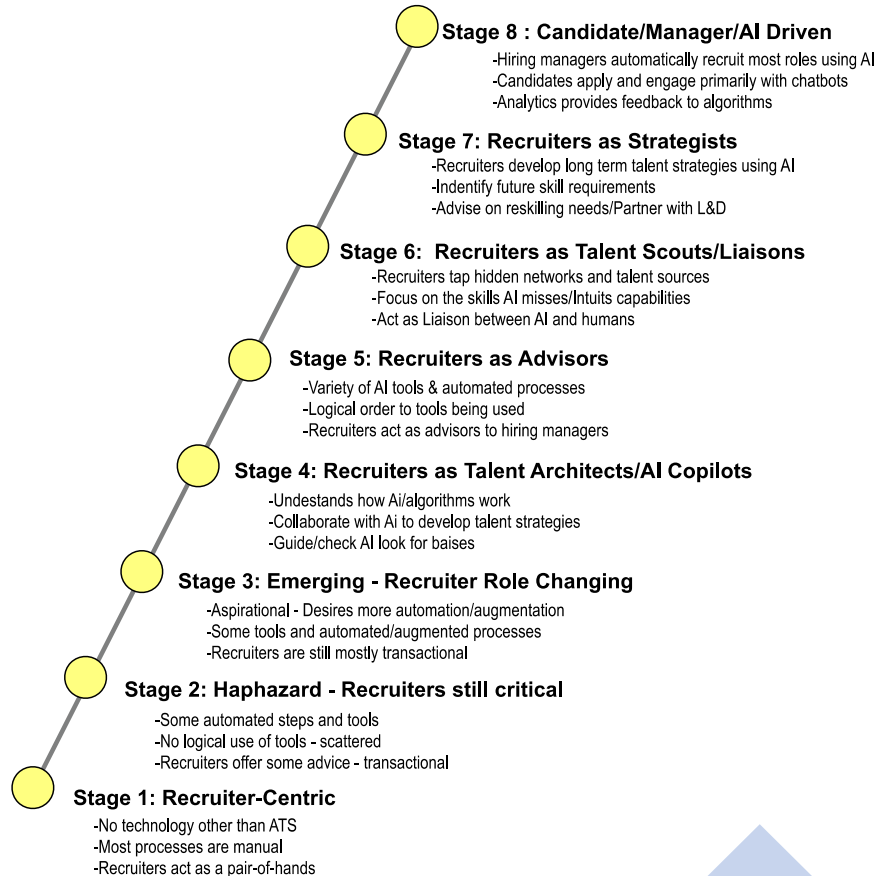 Stage 8 : Candidate/Manager/AI Driven
-Hiring managers automatically recruit most roles using AI
-Candidates apply and engage primarily with chatbots
-Analytics provides feedback to algorithms
Stage 7: Recruiters as Strategists
-Recruiters develop long term talent strategies using AI
-Indentify future skill requirements
-Advise on reskilling needs/Partner with L&D
Stage 6:  Recruiters as Talent Scouts/Liaisons
-Recruiters tap hidden networks and talent sources
-Focus on the skills AI misses/Intuits capabilities
-Act as Liaison between AI and humans
Stage 5: Recruiters as Advisors
-Variety of AI tools & automated processes
-Logical order to tools being used
-Recruiters act as advisors to hiring managers
Stage 4: Recruiters as Talent Architects/AI Copilots
-Undestands how Ai/algorithms work
-Collaborate with Ai to develop talent strategies
-Guide/check AI look for baises
Stage 3: Emerging - Recruiter Role Changing
-Aspirational - Desires more automation/augmentation
-Some tools and automated/augmented processes
-Recruiters are still mostly transactional
Stage 2: Haphazard - Recruiters still critical
-Some automated steps and tools
-No logical use of tools - scattered
-Recruiters offer some advice - transactional
Stage 1: Recruiter-Centric
-No technology other than ATS
-Most processes are manual
-Recruiters act as a pair-of-hands